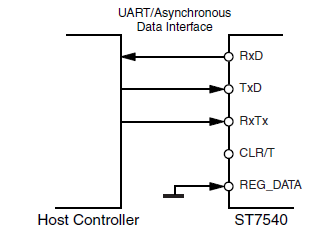 UART/Asynchronous
Data Interface
RxD
TxD
RxTx
CLR/T
REG_DATA
Host Controller
ST7540